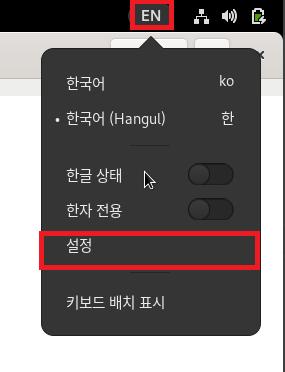 EN
한국어 ko
• 한국어 (Hangul) 한
한글 상태
한자 전용
설정
키보드 배치 표시